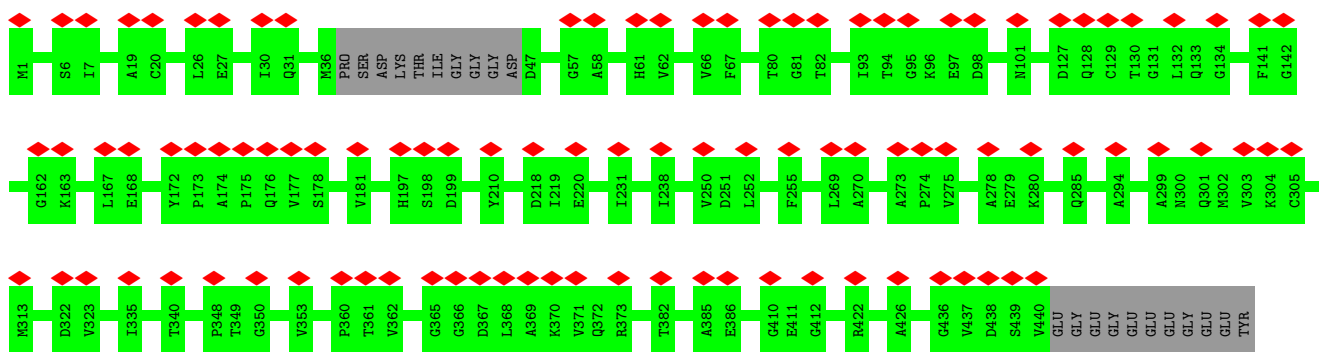 M1 S6 I7 A19 C20 L26 E27 I30 Q31 M36 PRO SER ASP LYS THR ILE GLY GLY GLY ASP D47 G57 A58 H61 V62 V66 F67 T80 G81 T82 I93 T94 G95 K96 E97 D98 N101 D127 Q128 C129 T130 G131 L132 Q133 G134 F141 G142
G162 K163 L167 E168 Y172 P173 A174 P175 Q176 V177 S178 V181 H197 S198 D199 Y210 D218 I219 E220 I231 I238 V250 D251 L252 F255 L269 A270 A273 P274 V275 A278 E279 K280 Q285 A294 A299 N300 Q301 M302 V303 K304 C305
M313 D322 V323 I335 T340 P348 T349 G350 V353 P360 T361 V362 G365 G366 D367 L368 A369 K370 V371 Q372 R373 T382 A385 E386 G410 E411 G412 R422 A426 G436 V437 D438 S439 V440 GLU GLY GLU GLY GLU GLU GLU GLY GLU GLU TYR